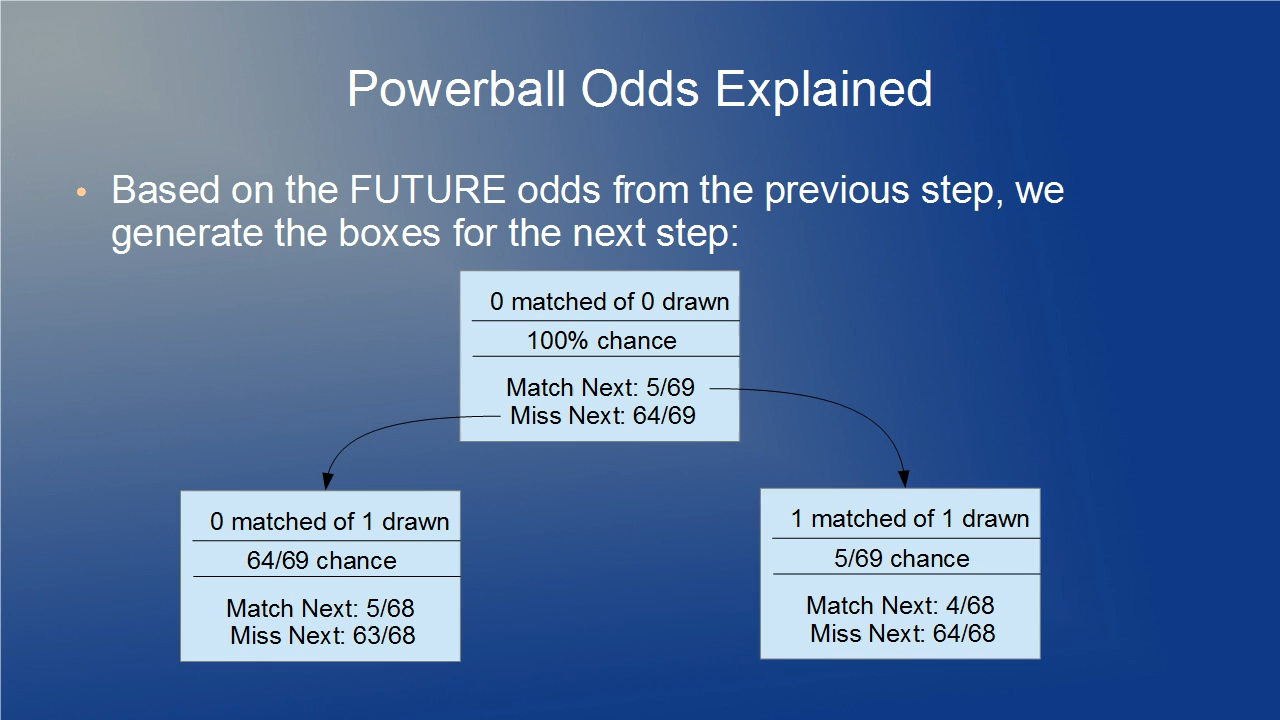 Powerball Odds Explained
• Based on the FUTURE odds from the previous step, we
generate the boxes for the next step:
0 matched of 0 drawn
100% chance
Match Next: 5/69
Miss Next: 64/69
0 matched of 1 drawn
64/69 chance
Match Next: 5/68
Miss Next: 63/68
1 matched of 1 drawn
5/69 chance
Match Next: 4/68
Miss Next: 64/68